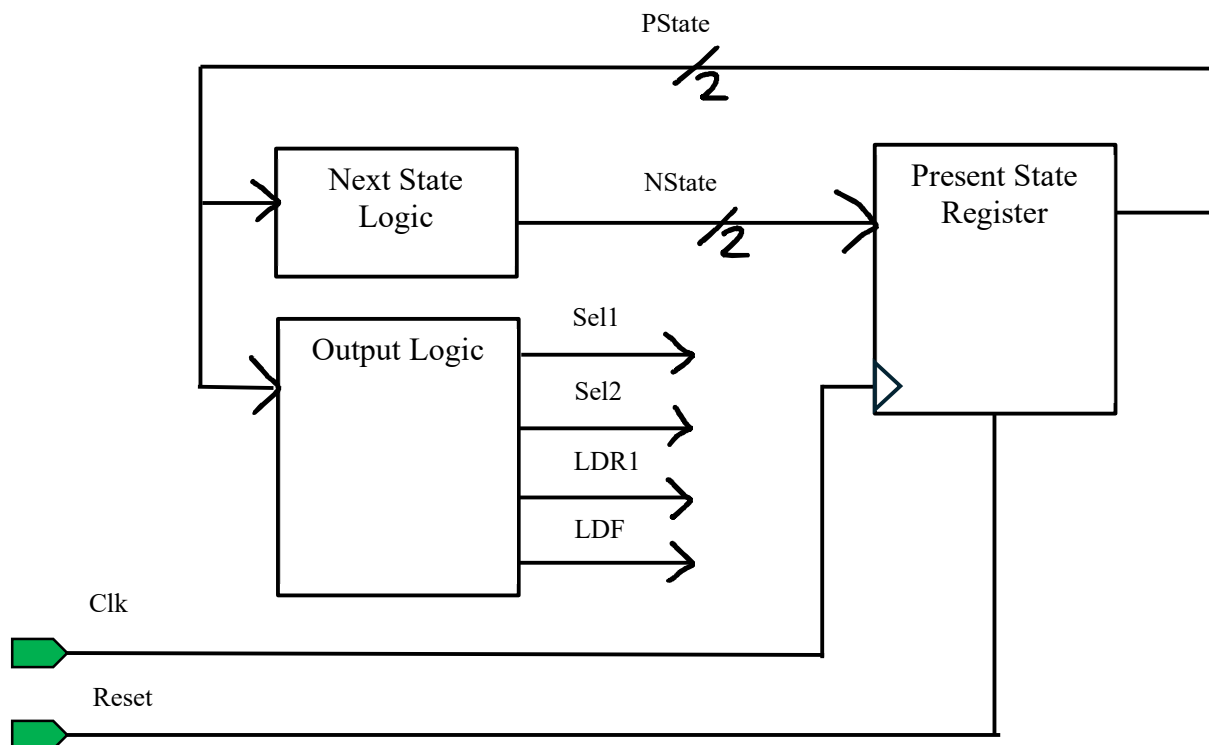 PState
2
Next State
Logic
NState
2
Present State
Register
Output Logic
Sel1
Sel2
LDR1
LDF
Clk
Reset